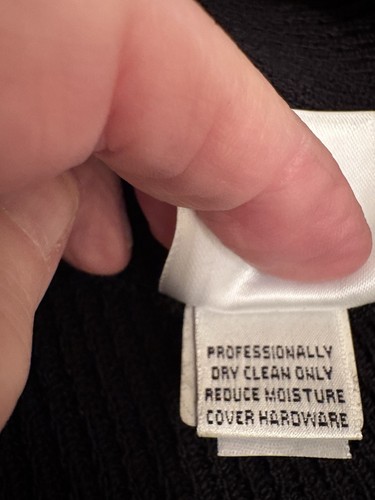 PROFESSIONALLY
DRY CLEAN ONLY
REDUCE MOISTURE
COVER HARDWARE